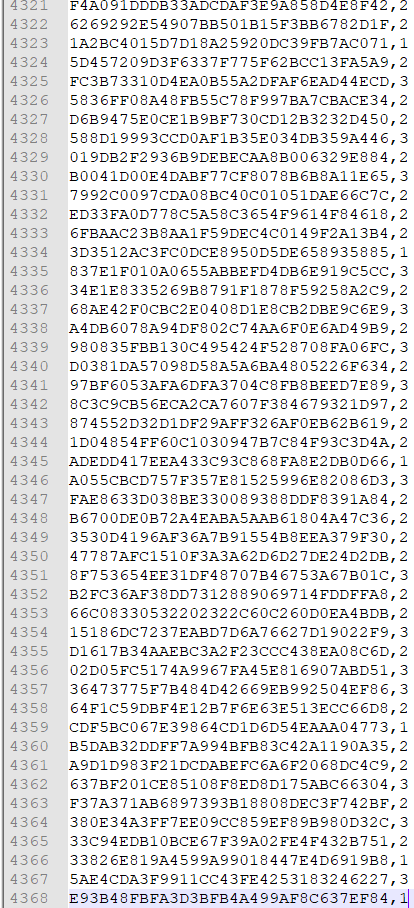 4321 F4A091DDDB33ADCDAF3E9A858D4E8F42,2
4322 6269292E54907BB501B15F3BB6782D1F,2
4323 1A2BC4015D7D18A25920DC39FB7AC071,1
4324 5D457209D3F6337F775F62BCC13FA5A9,2
4325 FC3B73310D4EA0B55A2DFAF6EAD44ECD,3
4326 5836FF08A48FB55C78F997BA7CBACE34,2
4327 D6B9475E0CE1B9BF730CD12B3232D450,2
4328 588D19993CCD0AF1B35E034DB359A446,3
4329 019DB2F2936B9DEBECAA8B006329E884,2
4330 B0041D00E4DABF77CF8078B6B8A11E65,3
4331 7992C0097CDA08BC40C01051DAE66C7C,2
4332 ED33FA0D778C5A58C3654F9614F84618,2
4333 6FBAAC23B8AA1F59DEC4C0149F2A13B4,2
4334 3D3512AC3FC0DCE8950D5DE658935885,1
4335 837E1F010A0655ABBEFD4DB6E919C5CC,3
4336 34E1E8335269B8791F1878F59258A2C9,2
4337 68AE42F0CBC2E0408D1E8CB2DBE9C6E9,3
4338 A4DB6078A94DF802C74AA6F0E6AD49B9,2
4339 980835FBB130C495424F528708FA06FC,3
4340 D0381DA57098D58A5A6BA4805226F634,2
4341 97BF6053AFA6DFA3704C8FB8BEED7E89,3
4342 8C3C9CB56ECA2CA7607F384679321D97,2
4343 874552D32D1DF29AFF326AF0EB62B619,2
4344 1D04854FF60C1030947B7C84F93C3D4A,2
4345 ADEDD417EEA433C93C868FA8E2DB0D66,1
4346 A055CBCD757F357E81525996E82086D3,3
4347 FAE8633D038BE330089388DDF8391A84,2
4348 B6700DE0B72A4EABA5AAB61804A47C36,2
4349 3530D4196AF36A7B91554B8EEA379F30,2
4350 47787AFC1510F3A3A62D6D27DE24D2DB,2
4351 8F753654EE31DF48707B46753A67B01C,3
4352 B2FC36AF38DD7312889069714FDDFFA8,2
4353 66C08330532202322C60C260D0EA4BDB,2
4354 15186DC7237EABD7D6A76627D19022F9,3
4355 D1617B34AAEBC3A2F23CCC438EA08C6D,2
4356 02D05FC5174A9967FA45E816907ABD51,3
4357 36473775F7B484D42669EB992504EF86,3
4358 64F1C59DBF4E12B7F6E63E513ECC66D8,2
4359 CDF5BC067E39864CD1D6D54EAAA04773,1
4360 B5DAB32DDFF7A994BFB83C42A1190A35,2
4361 A9D1D983F21DCDABEFC6A6F2068DC4C9,2
4362 637BF201CE85108F8ED8D175ABC66304,3
4363 F37A371AB6897393B18808DEC3F742BF,2
4364 380E34A3FF7EE09CC859EF89B980D32C,3
4365 33C94EDB10BCE67F39A02FE4F432B751,2
4366 33826E819A4599A99018447E4D6919B8,1
4367 5AE4CDA3F9911CC43FE4253183246227,3
4368 E93B48FBFA3D3BFB4A499AF8C637EF84,1